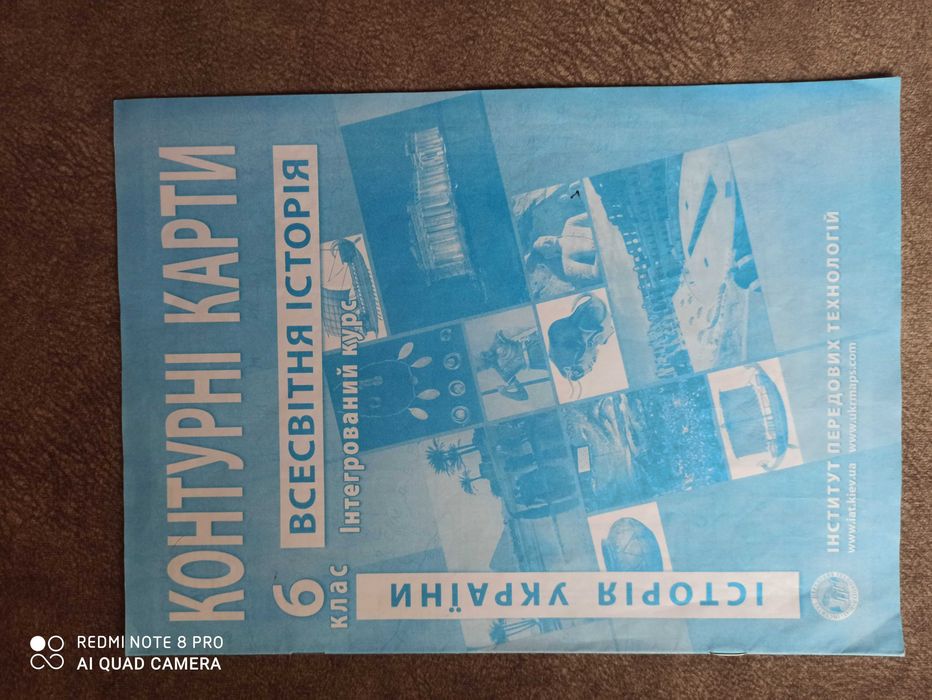 КОНТУРНІ КАРТИ
6
клас
ВСЕСВІТНЯ ІСТОРІЯ
Інтегрований курс
ІСТОРІЯ УКРАЇНИ
ІНСТИТУТ ПЕРЕДОВИХ ТЕХНОЛОГІЙ
www.iat.kiev.ua www.ukrmaps.com
REDMI NOTE 8 PRO
AI QUAD CAMERA